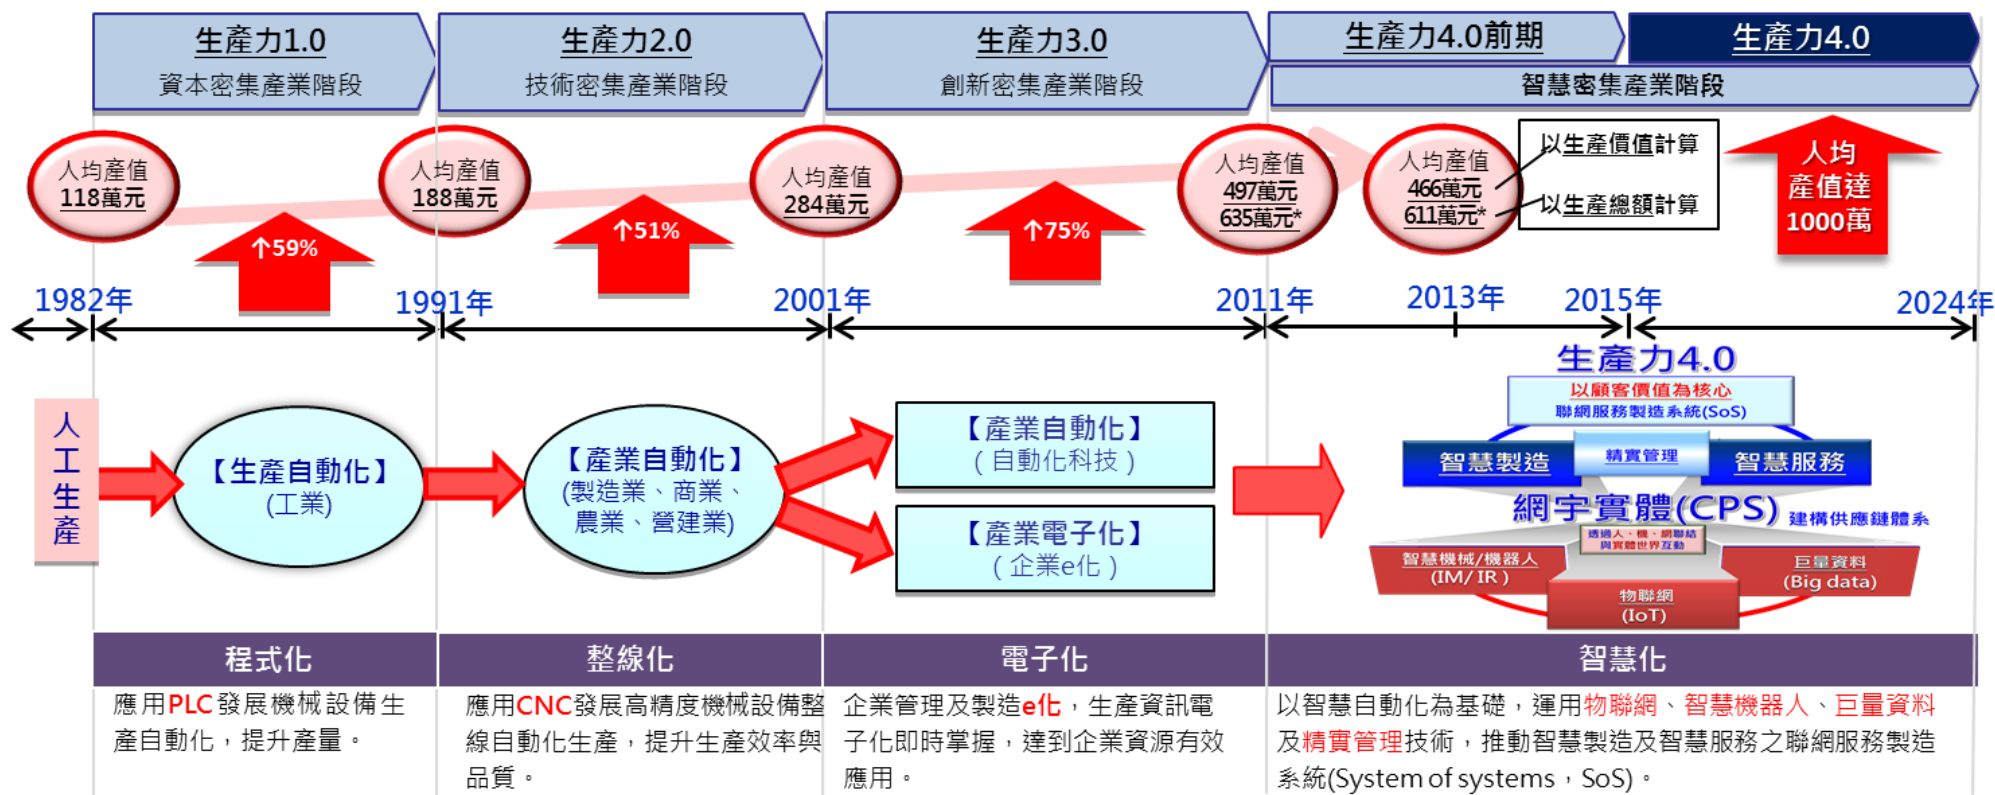 生產力1.0
資本密集產業階段
生產力2.0
技術密集產業階段
生產力3.0
創新密集產業階段
生產力4.0前期
生產力4.0
智慧密集產業階段
人均產值
118萬元
人均產值
188萬元
人均產值
284萬元
人均產值
497萬元
635萬元*
人均產值
466萬元
611萬元*
以生產價值計算
以生產總額計算
人均
產值達
1000萬
↑59%
↑51%
↑75%
1982年
1991年
2001年
2011年
2013年
2015年
2024年
人
工
生
產
【生產自動化】
(工業)
【產業自動化】
(製造業、商業、
農業、營建業)
【產業自動化】
(自動化科技)
【產業電子化】
(企業e化)
生產力4.0
以顧客價值為核心
聯網服務製造系統(SoS)
智慧製造
精實管理
智慧服務
網宇實體(CPS) 建構供應鏈體系
透過人、機、網聯結
與實體世界互動
智慧機械/機器人
(IM/ IR )
巨量資料
(Big data)
物聯網
(IoT)
程式化
整線化
電子化
智慧化
應用PLC發展機械設備生
產自動化，提升產量。
應用CNC發展高精度機械設備整
線自動化生產，提升生產效率與
品質。
企業管理及製造e化，生產資訊電
子化即時掌握，達到企業資源有效
應用。
以智慧自動化為基礎，運用物聯網、智慧機器人、巨量資料
及精實管理技術，推動智慧製造及智慧服務之聯網服務製造
系統(System of systems，SoS)。